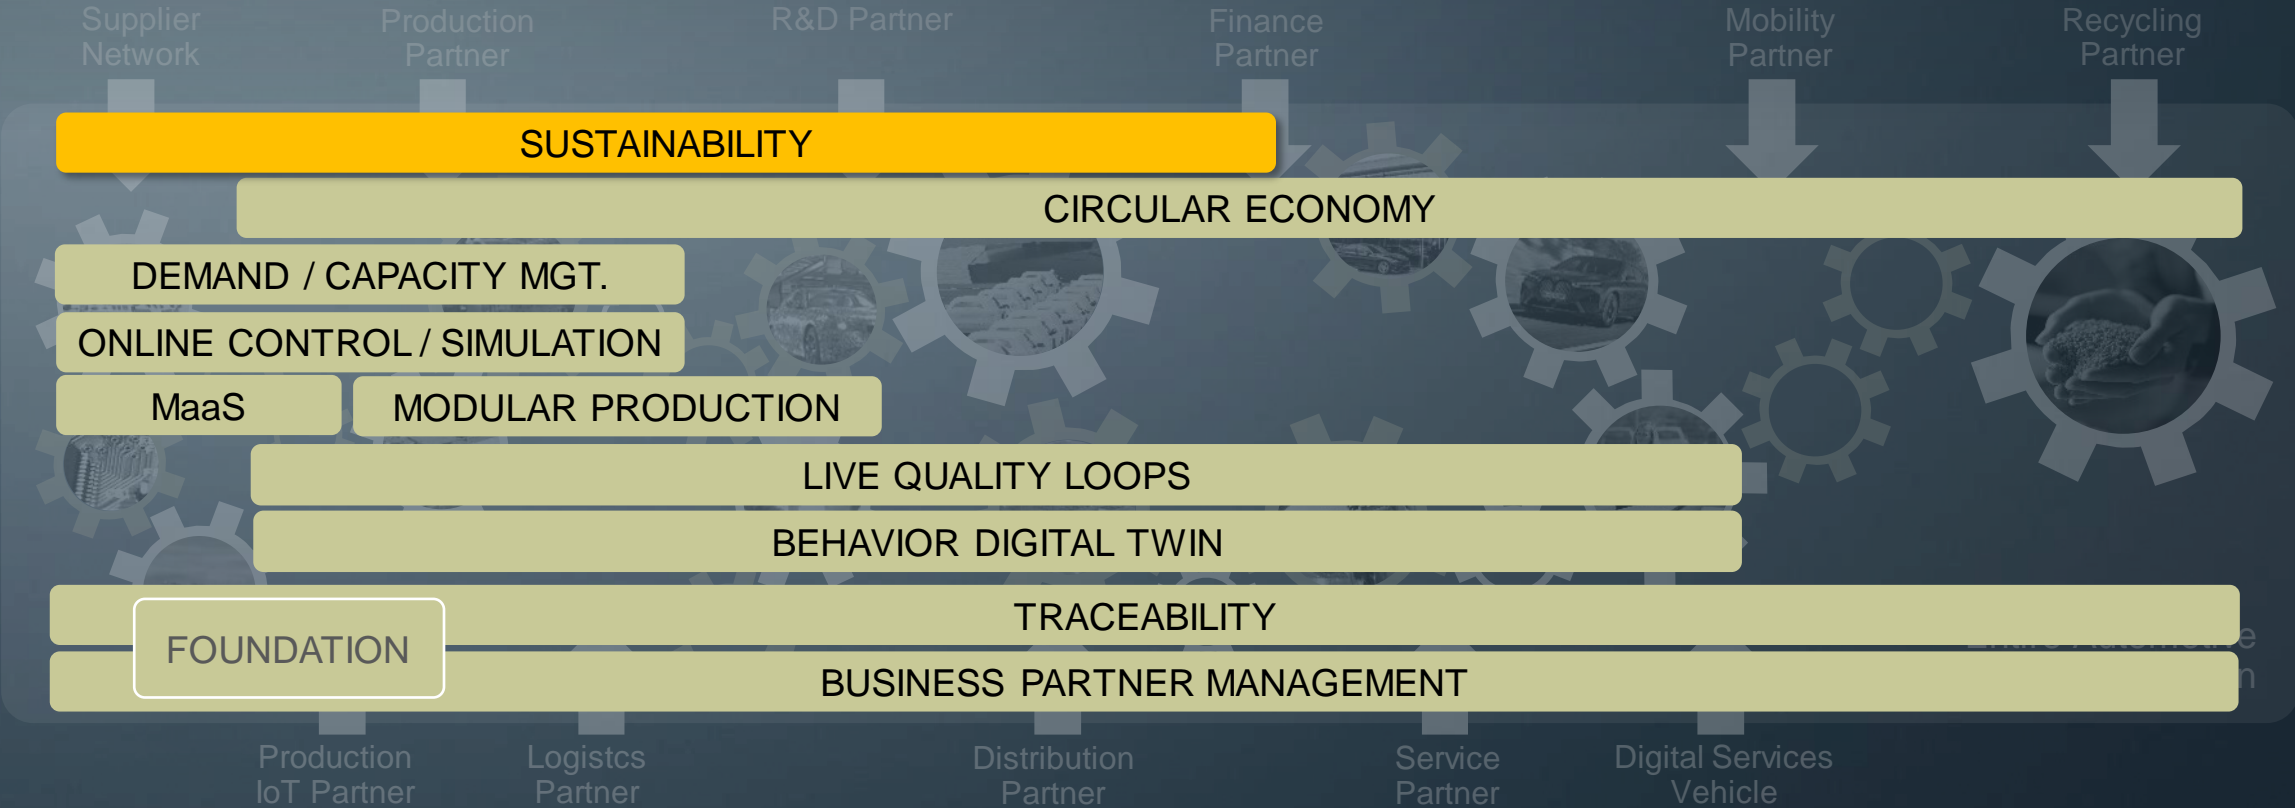 Supplier
Network
Production
Partner
R&D Partner
Finance
Partner
Mobility
Partner
Recycling
Partner
SUSTAINABILITY
CIRCULAR ECONOMY
DEMAND / CAPACITY MGT.
ONLINE CONTROL / SIMULATION
MaaS
MODULAR PRODUCTION
LIVE QUALITY LOOPS
BEHAVIOR DIGITAL TWIN
TRACEABILITY
FOUNDATION
BUSINESS PARTNER MANAGEMENT
Production
IoT Partner
Logistcs
Partner
Distribution
Partner
Service
Partner
Digital Services
Vehicle